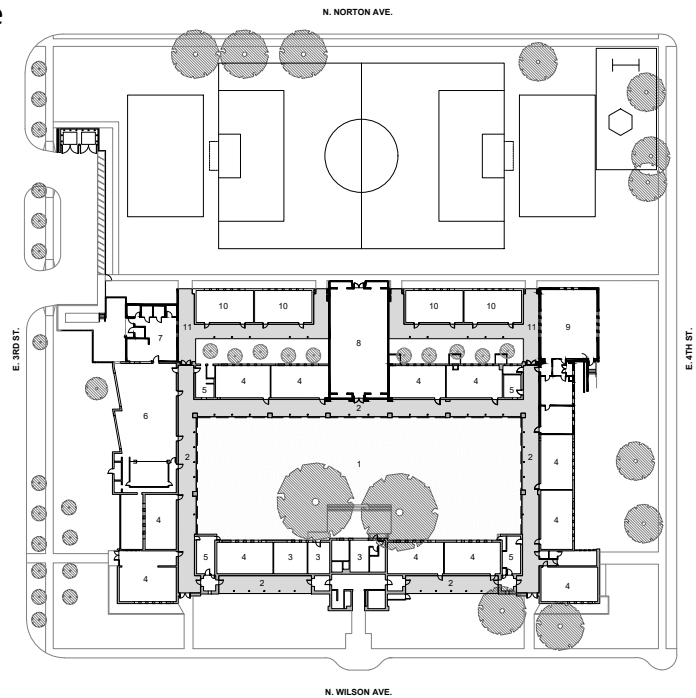 e
N. NORTON AVE.
10 10 10 10
11 11
7 8 9
E. 3RD ST.
E. 4TH ST.
5 4 4 4 4 5
2
6
2 1 2
4
4 4
5 4 3 3 3 4 4 5
4 2 2 4
N. WILSON AVE.